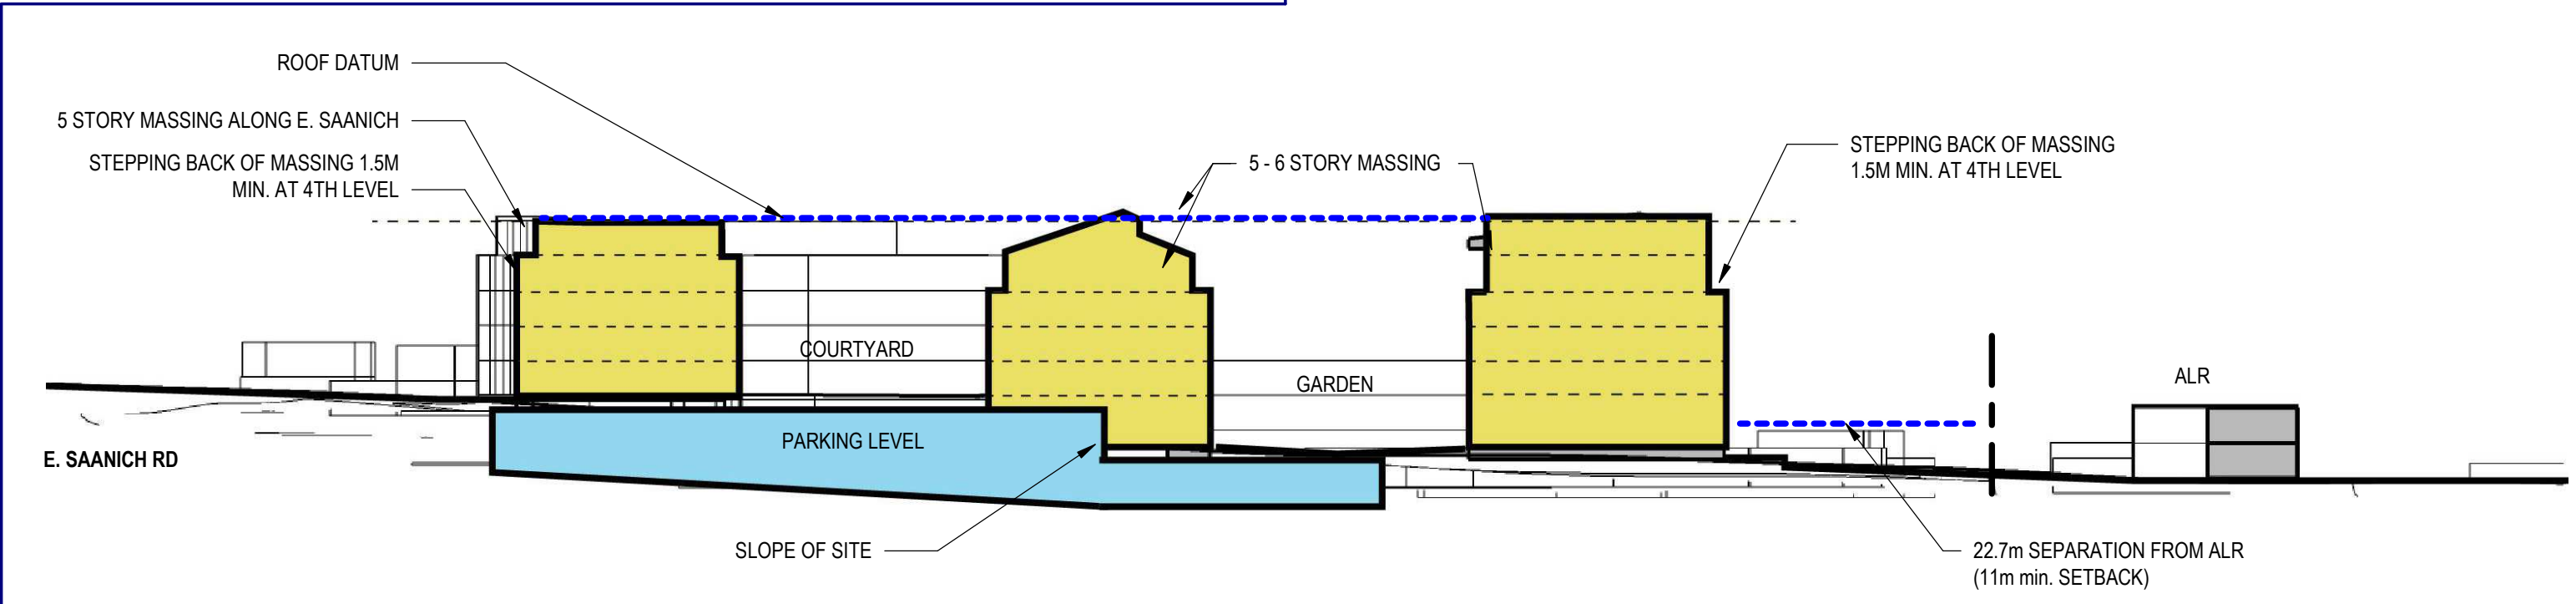 ROOF DATUM
5 STORY MASSING ALONG E. SAANICH
STEPPING BACK OF MASSING 1.5M
MIN. AT 4TH LEVEL
5 - 6 STORY MASSING
STEPPING BACK OF MASSING
1.5M MIN. AT 4TH LEVEL
COURTYARD
GARDEN
ALR
PARKING LEVEL
E. SAANICH RD
SLOPE OF SITE
22.7m SEPARATION FROM ALR
(11m min. SETBACK)